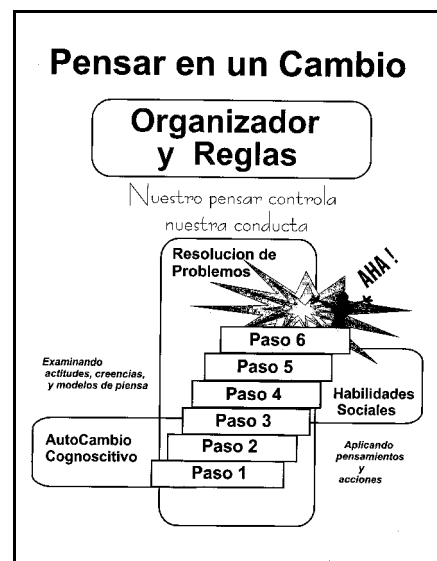 Pensar en un Cambio
Organizador
y Reglas
Nuestro pensar controla
nuestra conducta
Resolucion de
Problemos
AHA !
Paso 6
Paso 5
Paso 4
Paso 3
Paso 2
Paso 1
Examinando
actitudes, creencias,
y modelos de piensa
Habilidades
Sociales
AutoCambio
Cognoscitivo
Aplicando
pensamientos
y
acciones